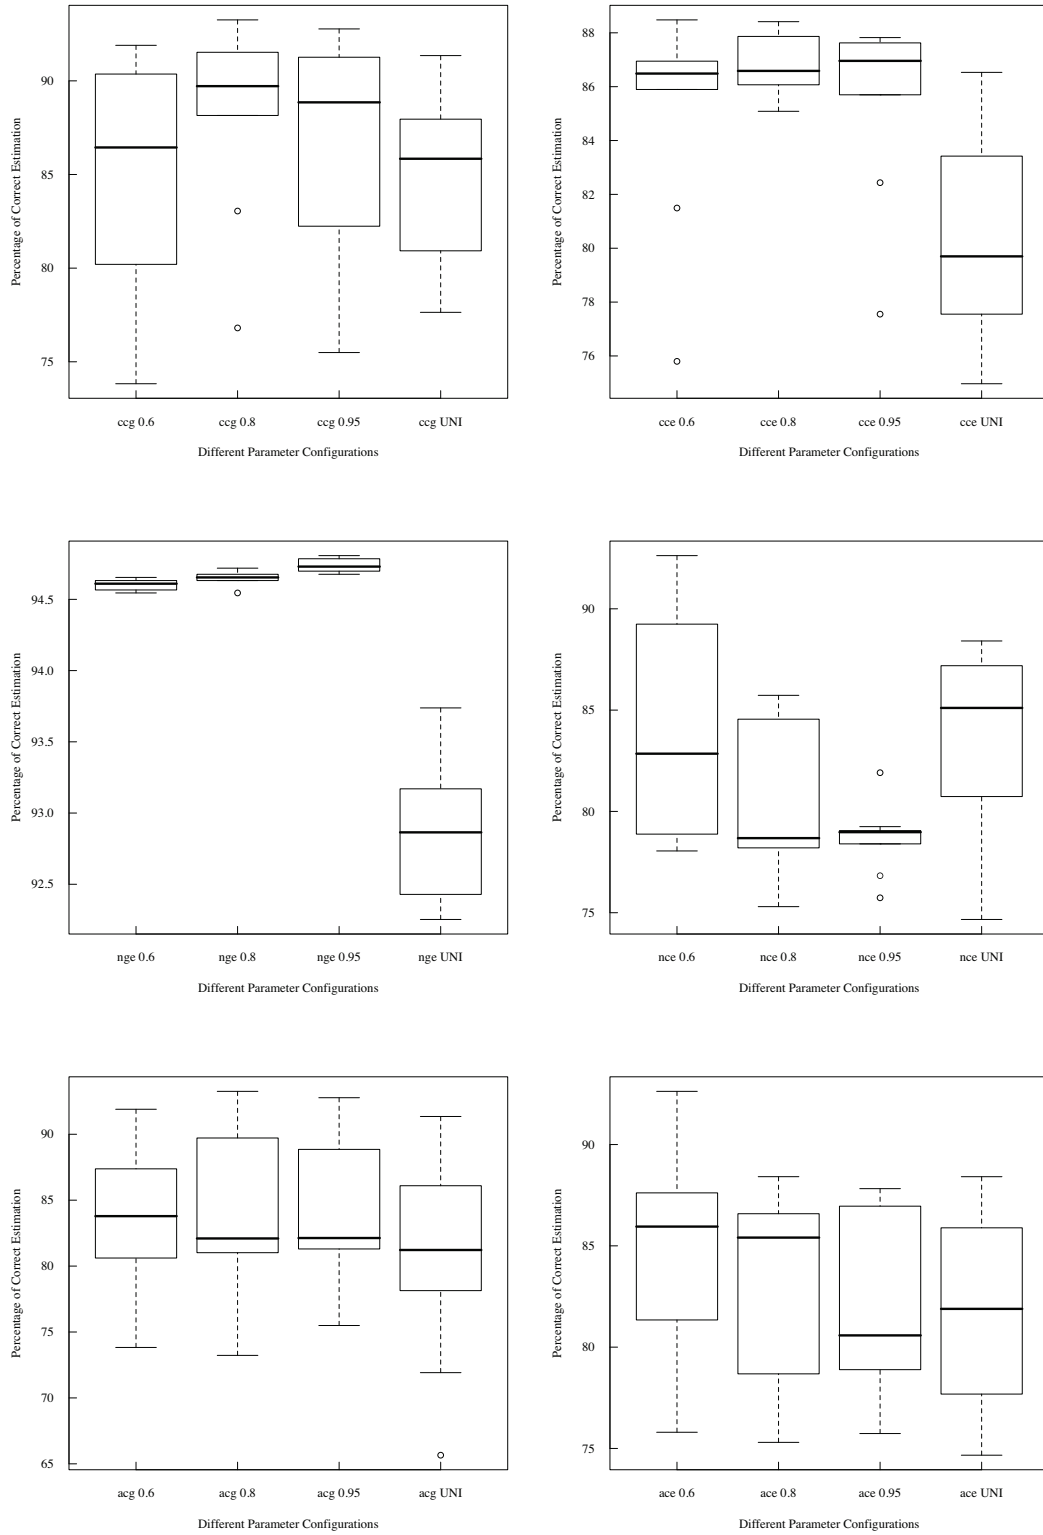 Percentage of Correct Estimation
90
85
80
75
ccg 0.6 ccg 0.8 ccg 0.95 ccg UNI
Different Parameter Configurations
Percentage of Correct Estimation
88
86
84
82
80
78
76
cce 0.6 cce 0.8 cce 0.95 cce UNI
Different Parameter Configurations
Percentage of Correct Estimation
94.5
94.0
93.5
93.0
92.5
nge 0.6 nge 0.8 nge 0.95 nge UNI
Different Parameter Configurations
Percentage of Correct Estimation
90
85
80
75
nce 0.6 nce 0.8 nce 0.95 nce UNI
Different Parameter Configurations
Percentage of Correct Estimation
90
85
80
75
70
65
acg 0.6 acg 0.8 acg 0.95 acg UNI
Different Parameter Configurations
Percentage of Correct Estimation
90
85
80
75
ace 0.6 ace 0.8 ace 0.95 ace UNI
Different Parameter Configurations